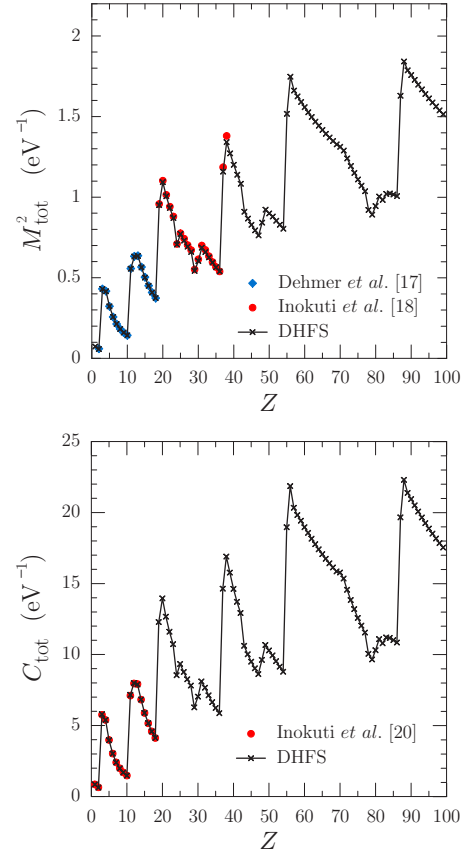 2
1.5
1
0.5
0
M²tot (eV⁻¹)
Dehmer et al. [17]
Inokuti et al. [18]
DHFS
0 10 20 30 40 50 60 70 80 90 100
Z
25
20
15
10
5
0
Ctot (eV⁻¹)
Inokuti et al. [20]
DHFS
0 10 20 30 40 50 60 70 80 90 100
Z